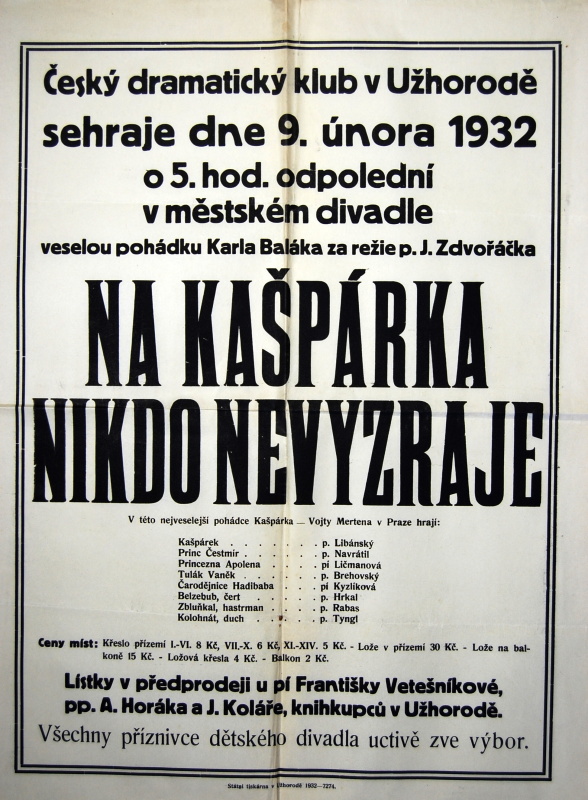 Český dramatický klub v Užhorodě
sehraje dne 9. února 1932
o 5. hod. odpolední
v městském divadle
veselou pohádku Karla Baláka za režie p. J. Zdvořáčka
NA KAŠPÁRKA
NIKDO NEVYZRAJE
V této nejveselejší pohádce Kašpárka — Vojty Mertena v Praze hrají:
Kašpárek . . . . . . . p. Libánský
Princ Čestmír . . . . . . p. Navrátil
Princezna Apolena . . . . . pí Ličmanová
Tulák Vaněk . . . . . . p. Brehovský
Čarodějnice Hadibaba . . . . pí Kyzlíková
Belzebub, čert . . . . . p. Hrkal
Zbluňkal, hastrman . . . . . p. Rabas
Kolohnát, duch . . . . . p. Tyngl
Ceny míst: Křeslo přízemí I.-VI. 8 Kč, VII.-X. 6 Kč, XI.-XIV. 5 Kč. - Lože v přízemí 30 Kč. - Lože na bal-
koně 15 Kč. - Ložová křesla 4 Kč. - Balkon 2 Kč.
Lístky v předprodeji u pí Františky Vetešníkové,
pp. A. Horáka a J. Koláře, knihkupců v Užhorodě.
Všechny příznivce dětského divadla uctivě zve výbor.
Státní tiskárna v Užhorodě 1932—7274.